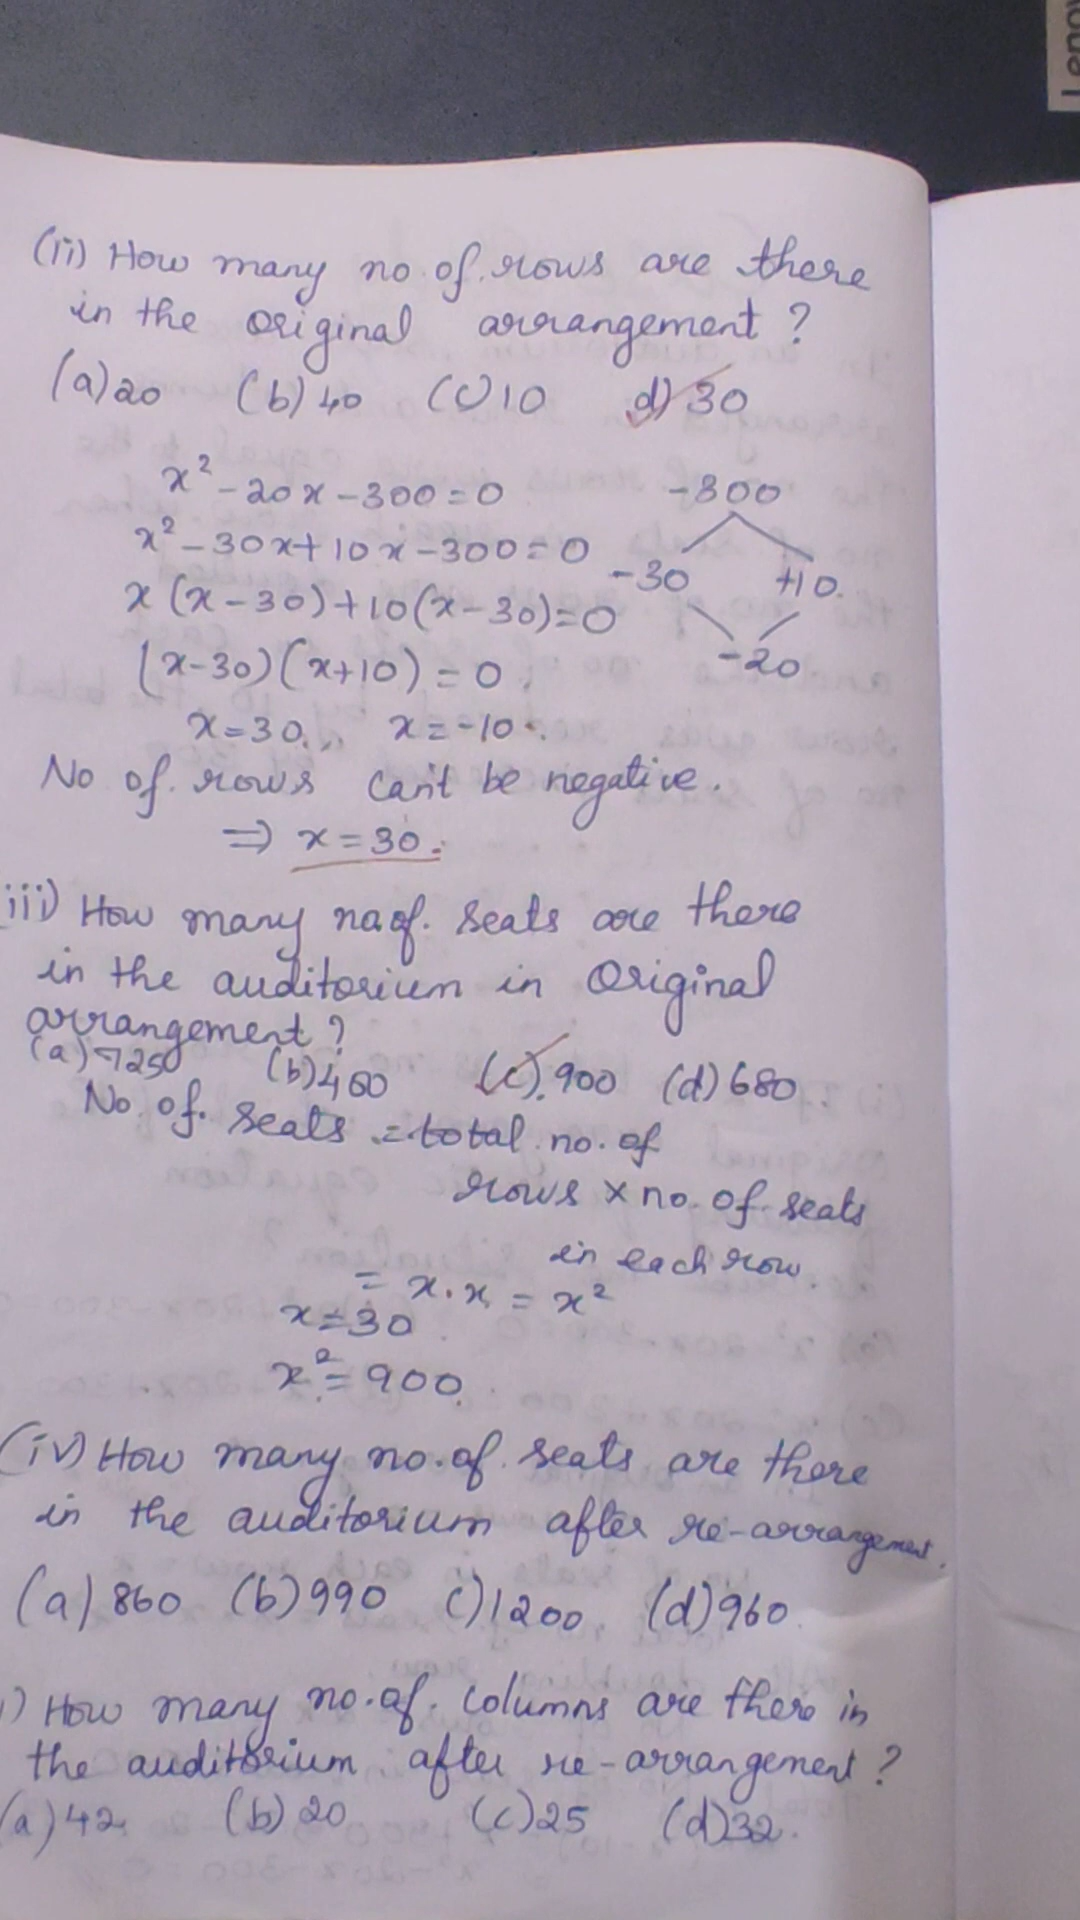 Leno
(ii) How many no. of. rows are there
in the original arrangement ?
(a) 20 (b) 40 (c) 10 d) 30
x² - 20x - 300 = 0
-300
x² - 30x + 10x - 300 = 0
-30 +10.
x (x - 30) + 10 (x - 30) = 0
-20
(x-30) (x+10) = 0
x = 30, x = -10.
No of. rows can't be negative.
⇒ x = 30.
iii) How many no of. seats are there
in the auditorium in original
arrangement ?
(a) 725 (b) 400 (c) 900 (d) 680
No. of. seats = total no. of
rows × no. of seats
in each row.
= x.x = x²
x = 30
x² = 900
(iv) How many no. of. seats are there
in the auditorium after re-arrangement.
(a) 860 (b) 990 c) 1200 (d) 960
) How many no. of. columns are there in
the auditorium after re-arrangement ?
(a) 42 (b) 20 (c) 25 (d) 32.